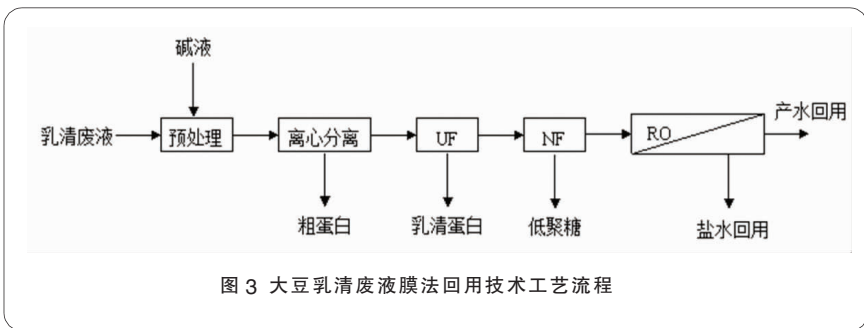 碱液
乳清废液
预处理
离心分离
UF
NF
RO
产水回用
粗蛋白
乳清蛋白
低聚糖
盐水回用
图 3 大豆乳清废液膜法回用技术工艺流程